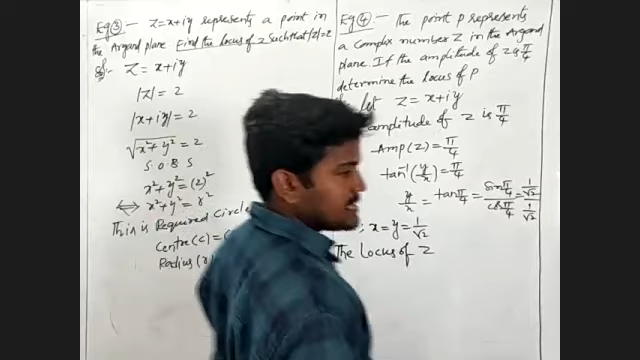 Eg③:- Z=x+iy represents a point in
the Argand plane Find the locus of z Such that |z|=2
Sol:- Z = x+iy
|Z| = 2
|x+iy| = 2
√x²+y² = 2
S.O.B.S
x²+y² = (2)²
⟷ x²+y² = r²
This is Required Circle
Centre(c) =
Radius(r)
Eg④:- The point P represents
a Complex number Z in the Argand
plane. If the amplitude of Z is π/4
determine the locus of P
Let Z = x+iy
amplitude of Z is π/4
Amp(Z) = π/4
tan⁻¹(y/x) = π/4
y/x = tan π/4 = Sin π/4 / cos π/4 = 1/√2 / 1/√2
; x = y = 1/√2
The Locus of Z